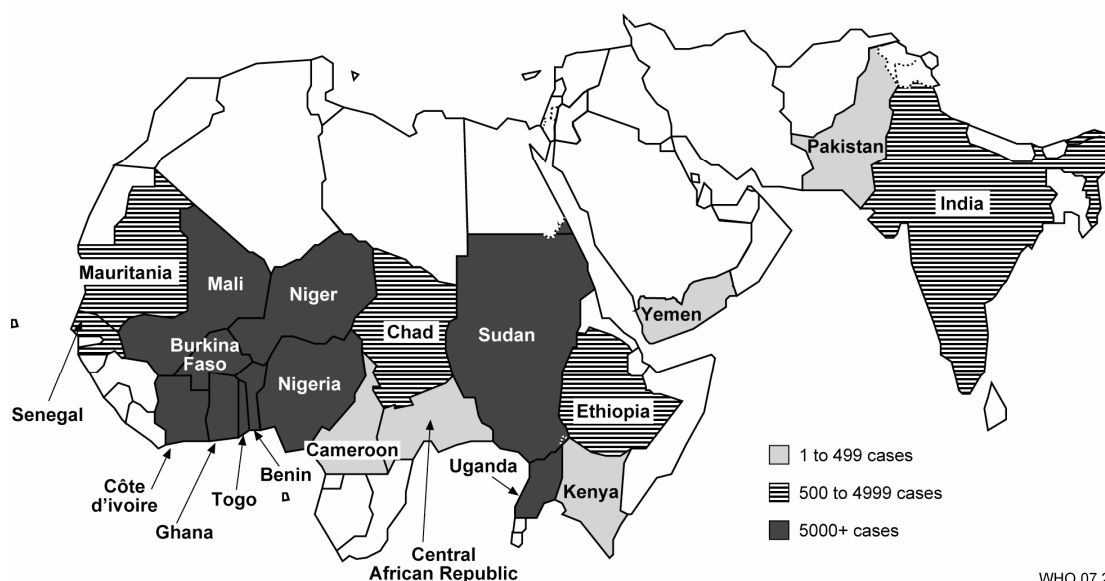 Pakistan
India
Mauritania
Mali
Niger
Chad
Sudan
Yemen
Burkina
Faso
Nigeria
Ethiopia
Senegal
Cameroon
Uganda
Kenya
Benin
Togo
Côte
d'ivoire
Ghana
Central
African Republic
1 to 499 cases
500 to 4999 cases
5000+ cases